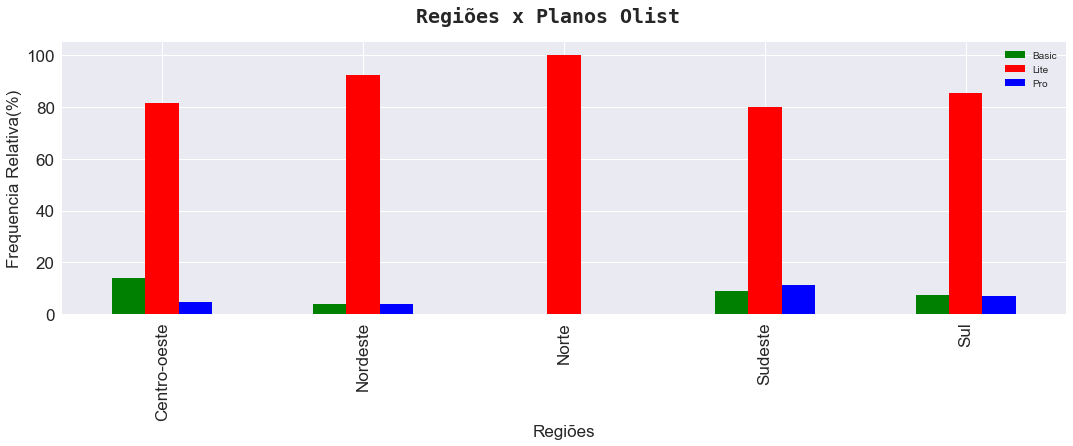 Regiões x Planos Olist
Frequencia Relativa(%)
100
80
60
40
20
0
Basic
Lite
Pro
Centro-oeste
Nordeste
Norte
Sudeste
Sul
Regiões